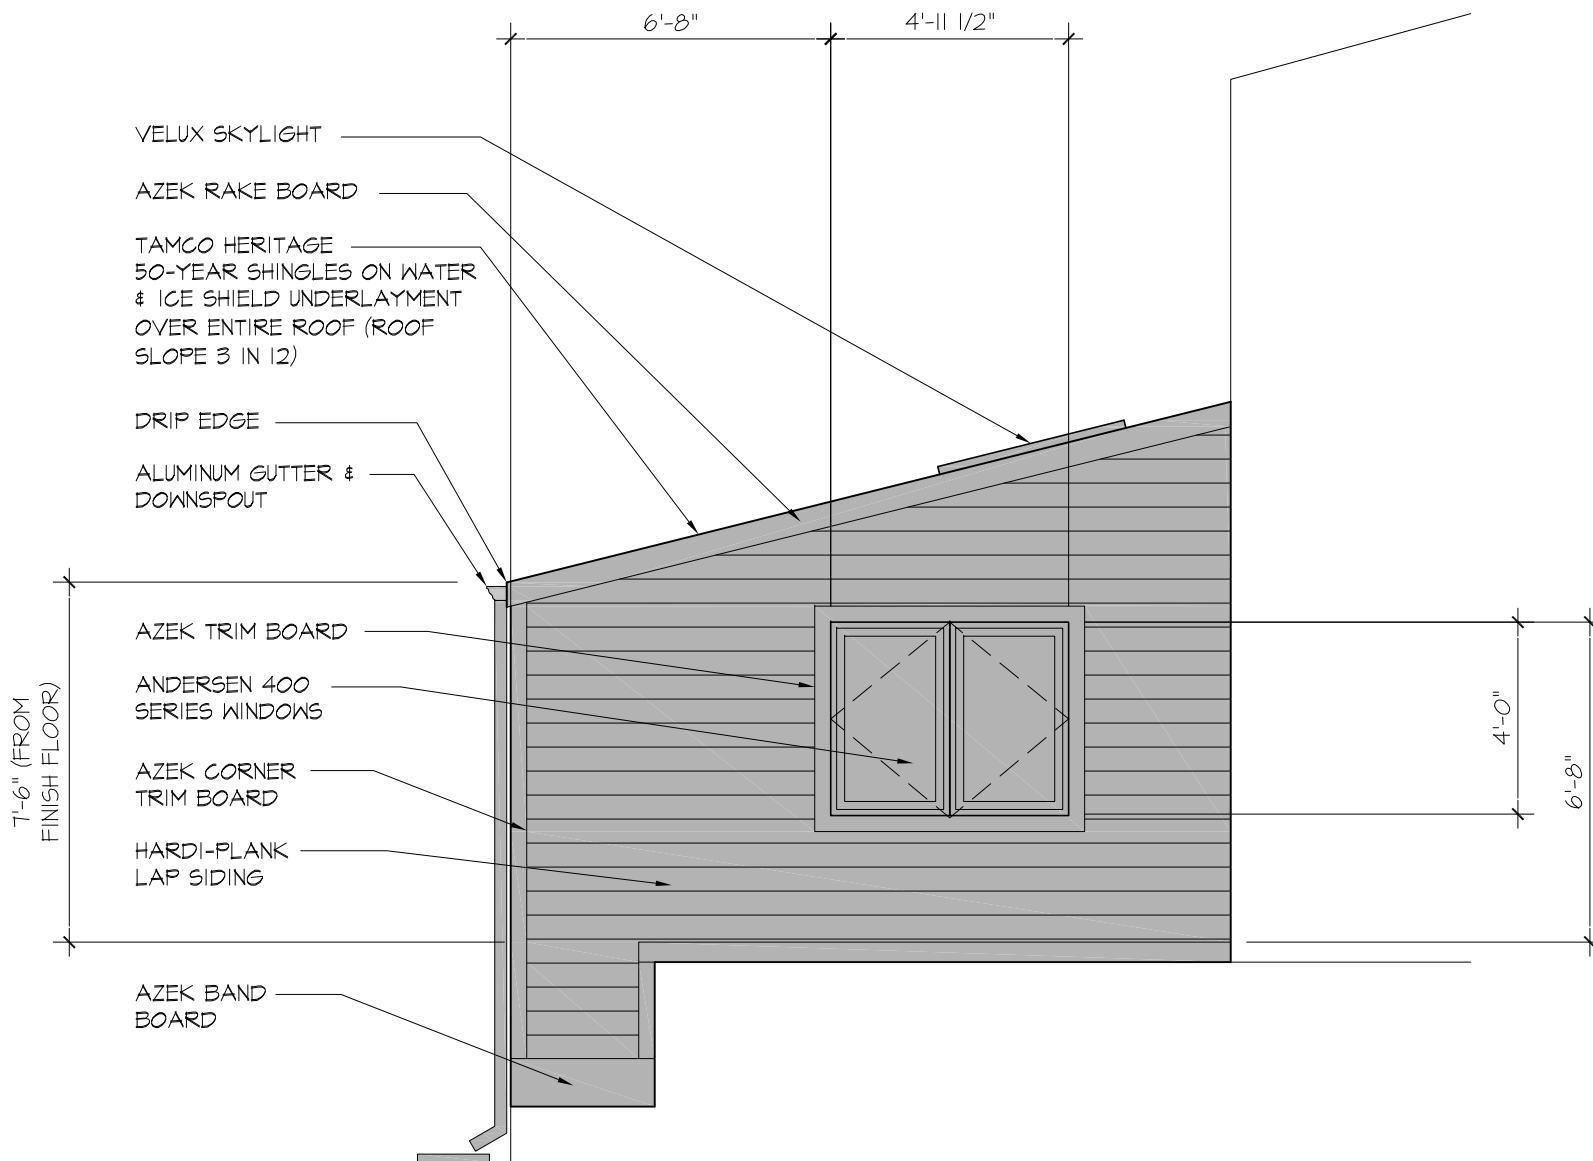 6'-8"
4'-11 1/2"
VELUX SKYLIGHT
AZEK RAKE BOARD
TAMCO HERITAGE
50-YEAR SHINGLES ON WATER
& ICE SHIELD UNDERLAYMENT
OVER ENTIRE ROOF (ROOF
SLOPE 3 IN 12)
DRIP EDGE
ALUMINUM GUTTER &
DOWNSPOUT
AZEK TRIM BOARD
ANDERSEN 400
SERIES WINDOWS
AZEK CORNER
TRIM BOARD
HARDI-PLANK
LAP SIDING
AZEK BAND
BOARD
7'-6" (FROM
FINISH FLOOR)
4'-0"
6'-8"